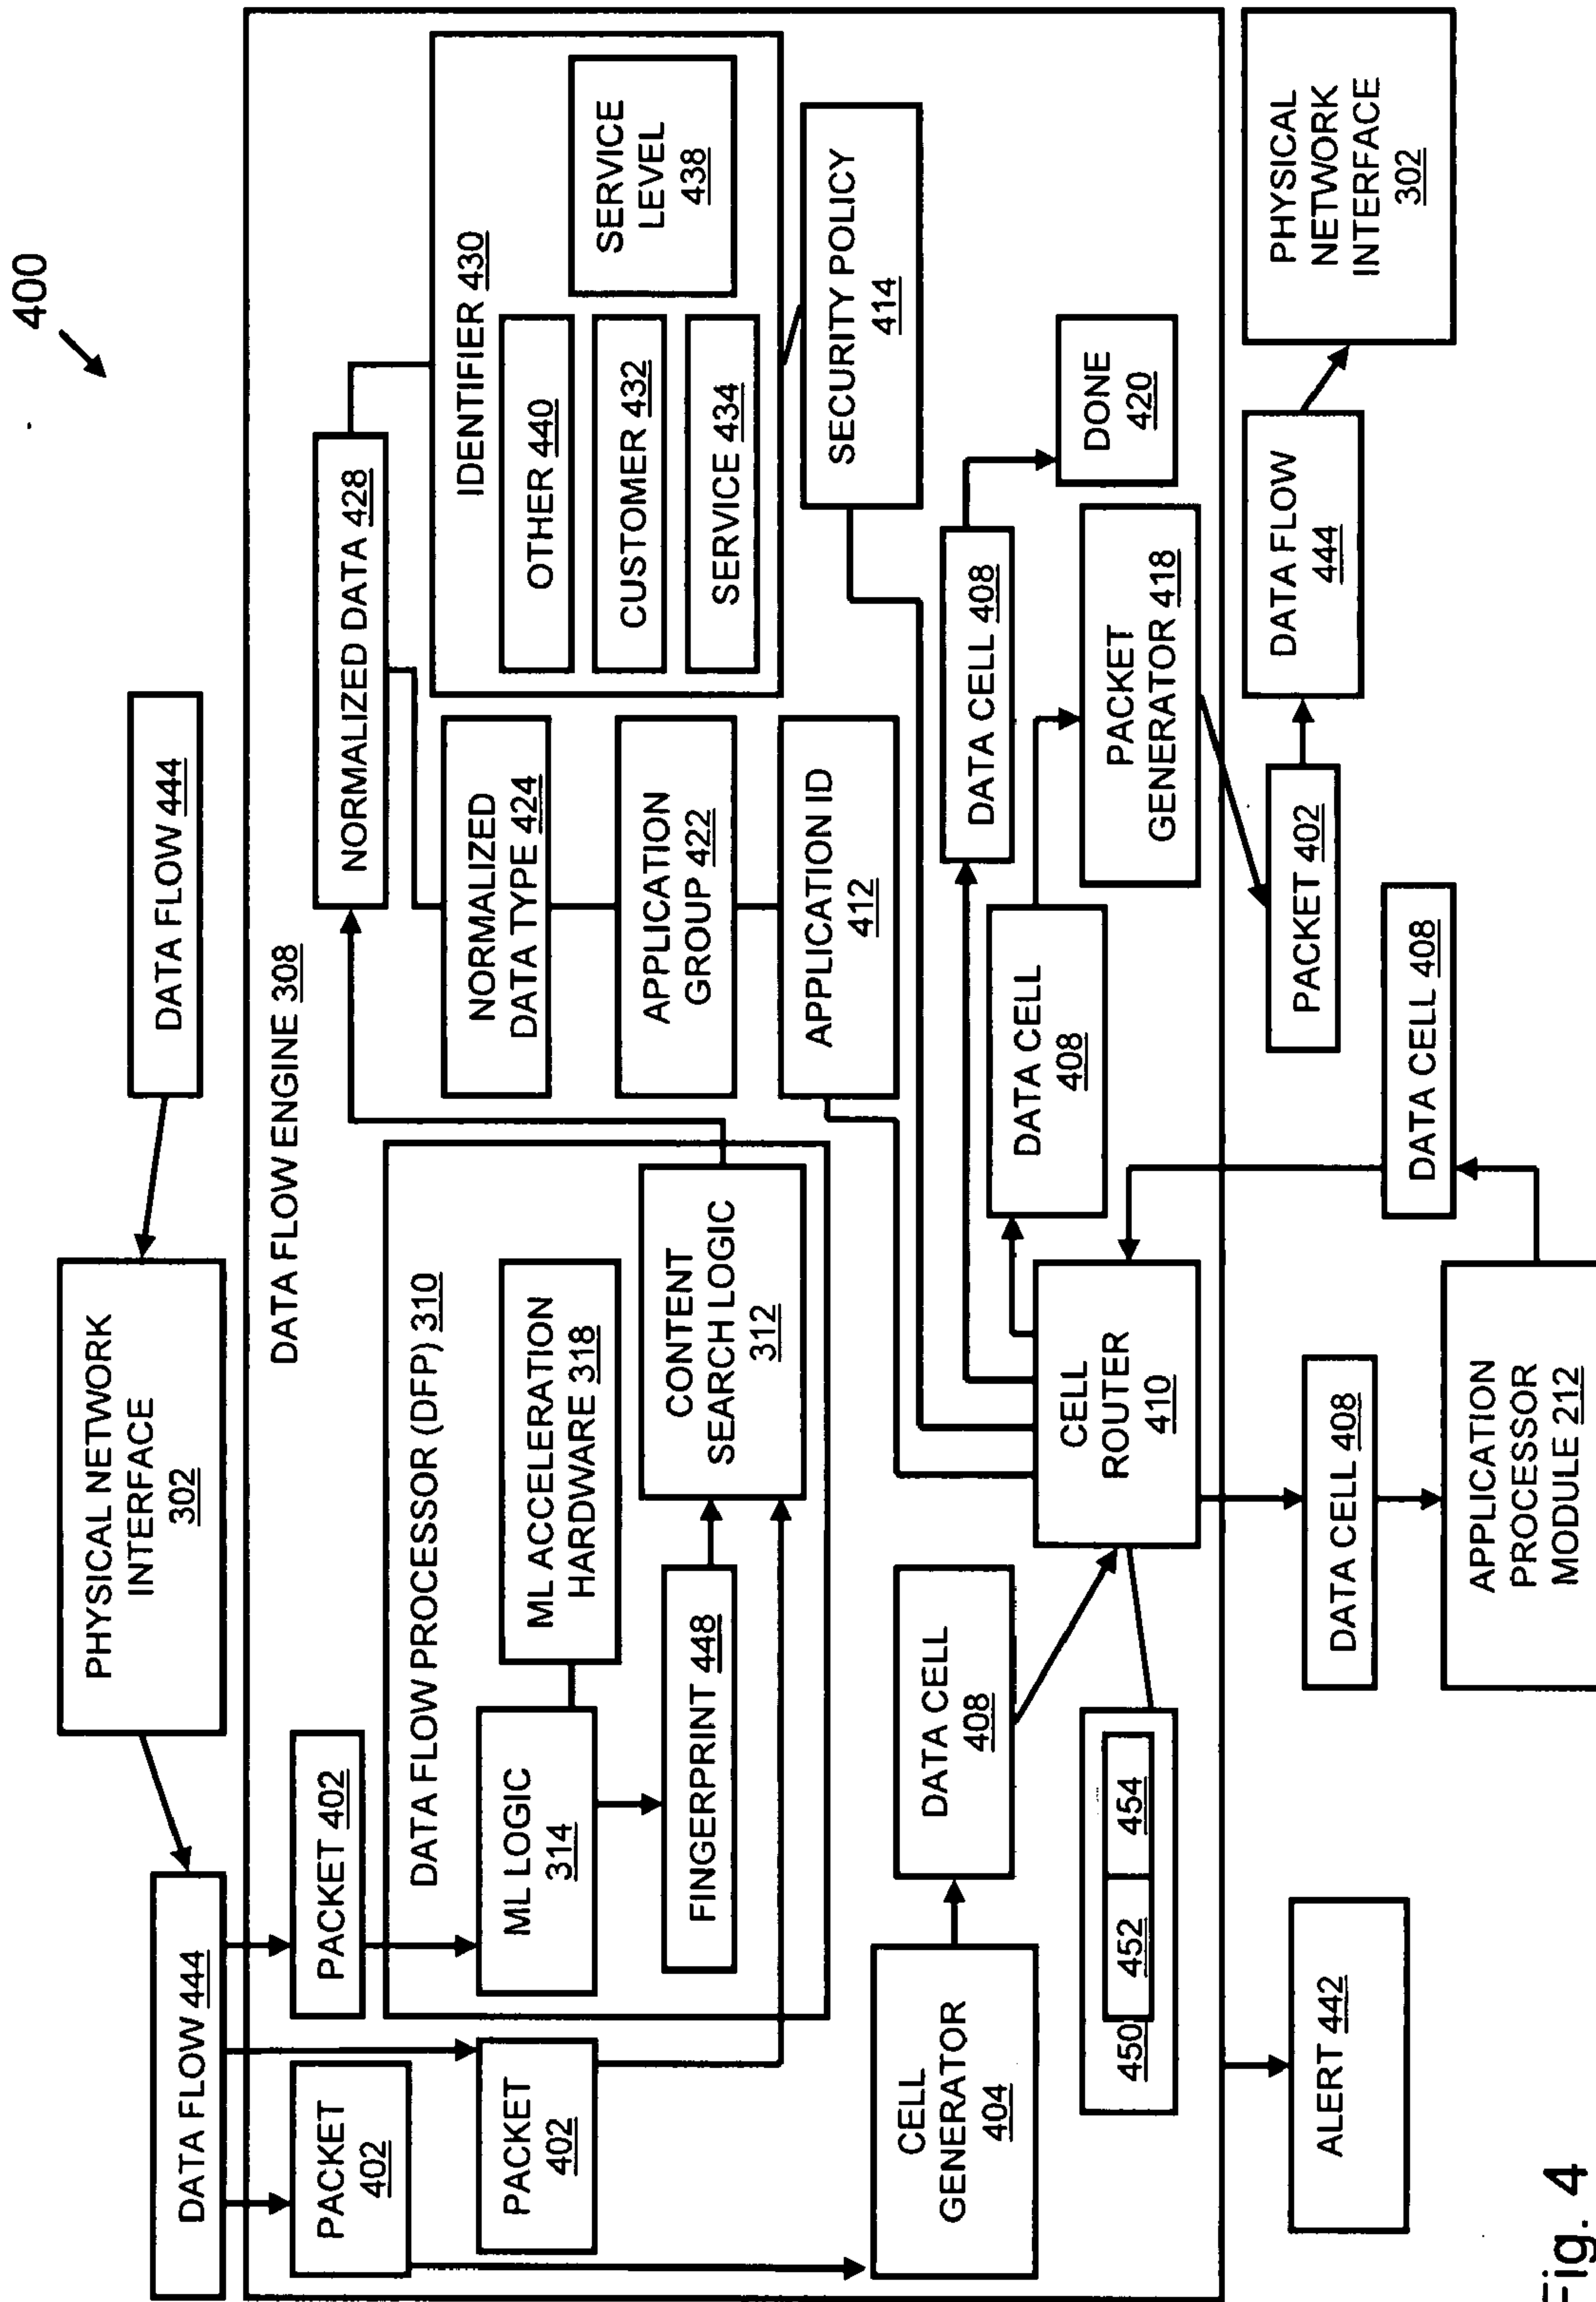 400
DATA FLOW 444
PHYSICAL NETWORK
INTERFACE
302
DATA FLOW 444
DATA FLOW ENGINE 308
PACKET
402
PACKET
402
PACKET 402
DATA FLOW PROCESSOR (DFP) 310
ML LOGIC
314
ML ACCELERATION
HARDWARE 318
FINGERPRINT 448
CONTENT
SEARCH LOGIC
312
NORMALIZED DATA 428
NORMALIZED
DATA TYPE 424
APPLICATION
GROUP 422
APPLICATION ID
412
IDENTIFIER 430
OTHER 440
CUSTOMER 432
SERVICE 434
SERVICE
LEVEL
438
SECURITY POLICY
414
CELL
GENERATOR
404
DATA CELL
408
450
452
454
CELL
ROUTER
410
DATA CELL
408
DATA CELL 408
DONE
420
PACKET
GENERATOR 418
ALERT 442
DATA CELL 408
APPLICATION
PROCESSOR
MODULE 212
DATA CELL 408
PACKET 402
DATA FLOW
444
PHYSICAL
NETWORK
INTERFACE
302
Fig. 4